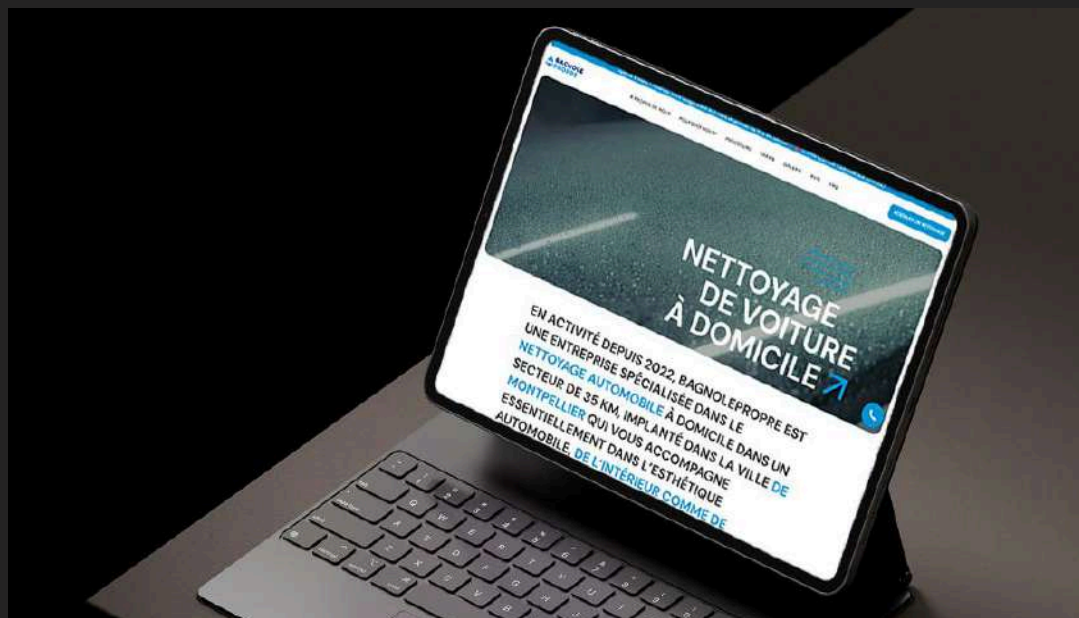 BAGNOLE
PROPRE
NETTOYAGE
DE VOITURE
À DOMICILE
EN ACTIVITÉ DEPUIS 2022, BAGNOLEPROPRE EST
UNE ENTREPRISE SPÉCIALISÉE DANS LE
NETTOYAGE AUTOMOBILE À DOMICILE DANS UN
SECTEUR DE 35 KM, IMPLANTÉ DANS LA VILLE DE
MONTPELLIER QUI VOUS ACCOMPAGNE
ESSENTIELLEMENT DANS L'ESTHÉTIQUE
AUTOMOBILE, DE L'INTÉRIEUR COMME DE